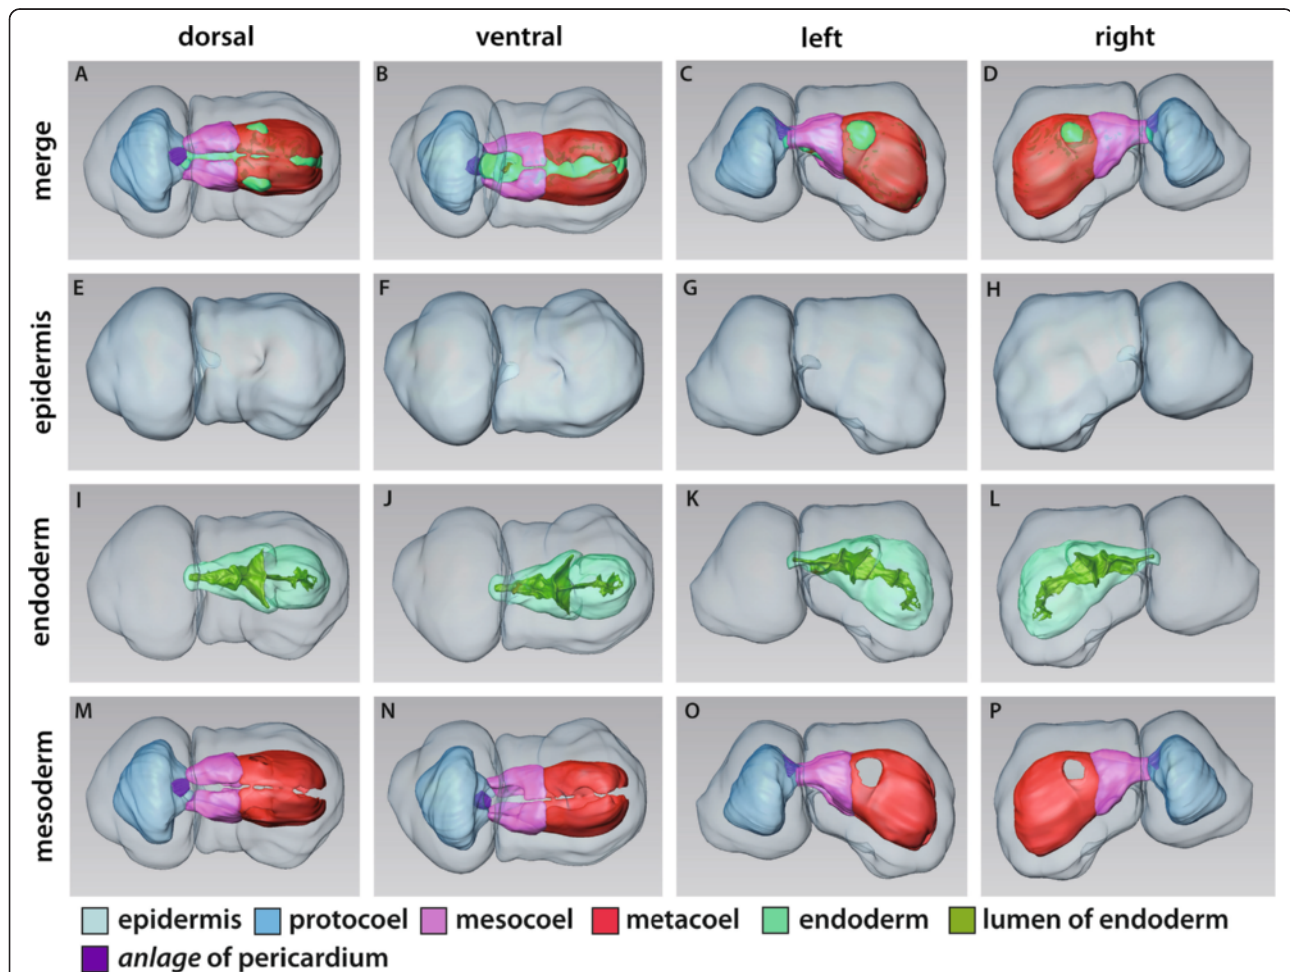 dorsal ventral left right
merge A B C D
epidermis E F G H
endoderm I J K L
mesoderm M N O P
epidermis protocoel mesocoel metacoel endoderm lumen of endoderm
anlage of pericardium